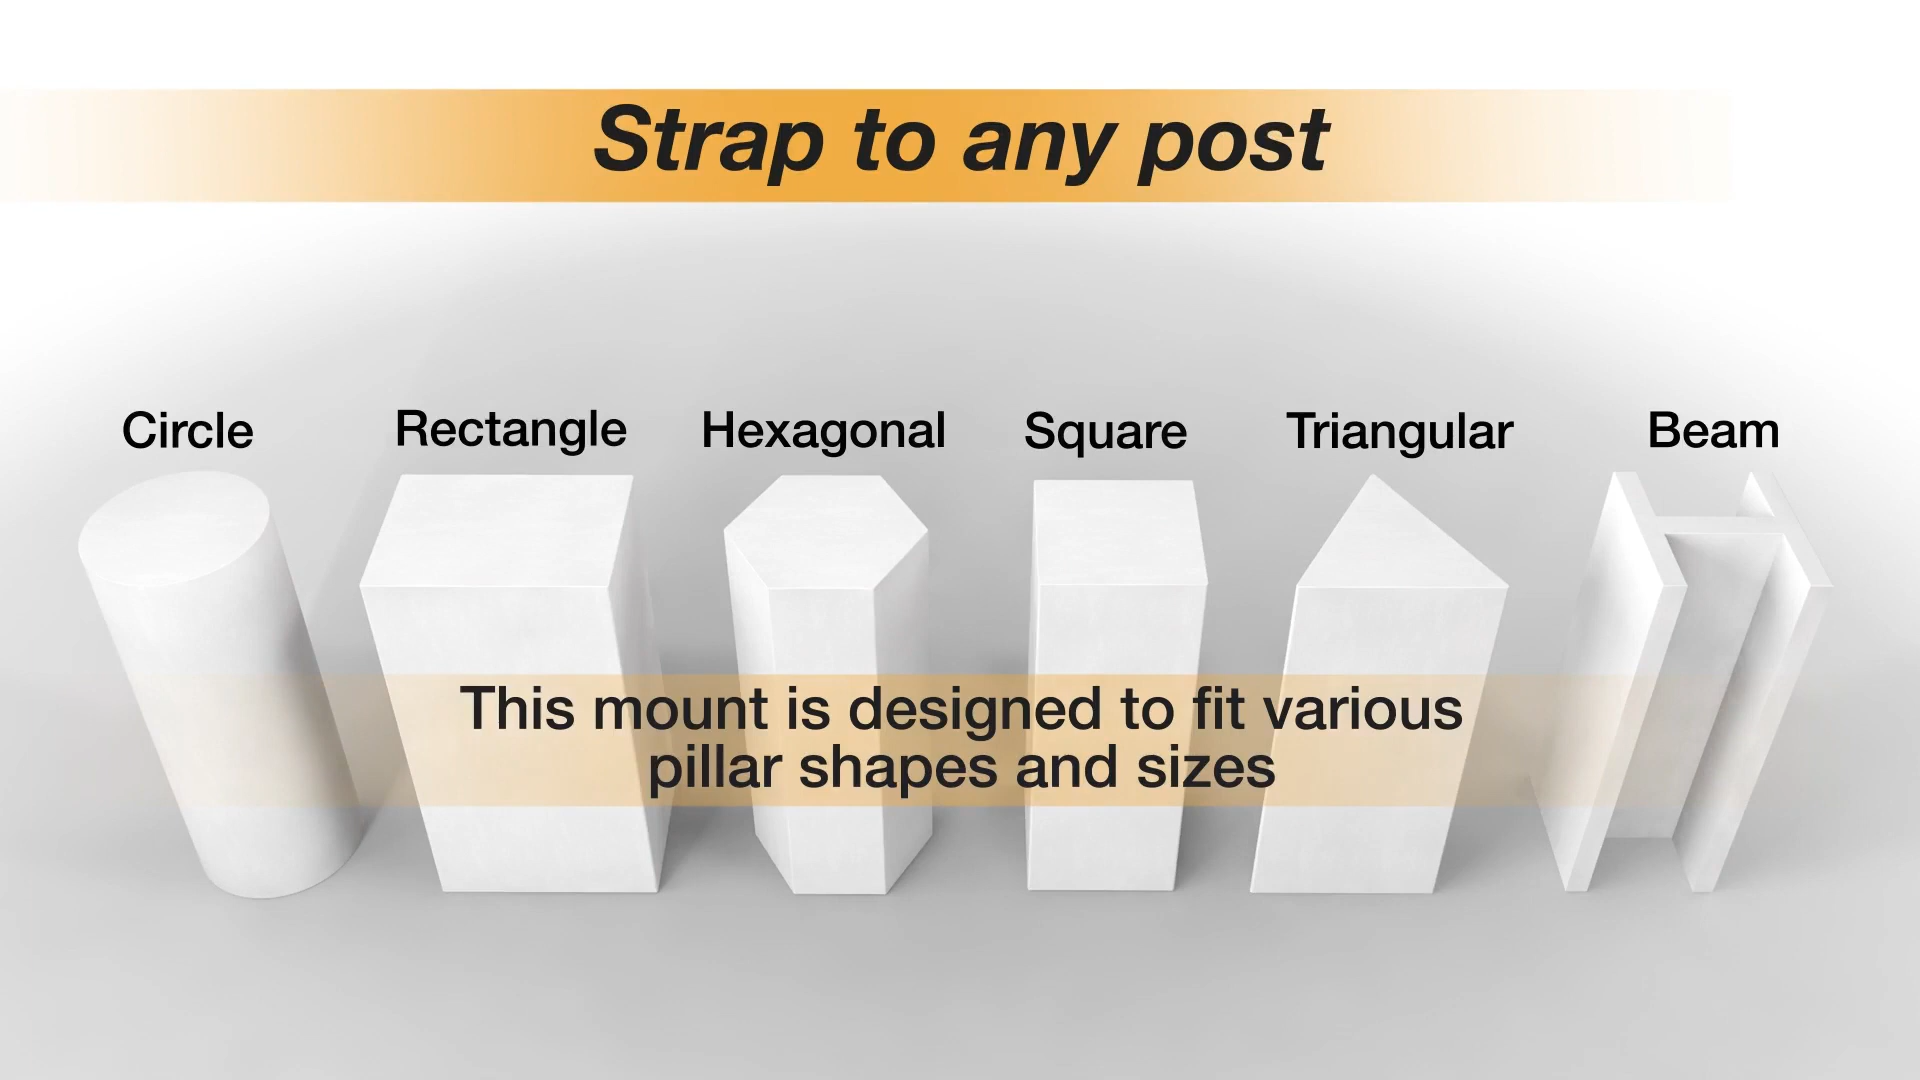 Strap to any post
Circle
Rectangle
Hexagonal
Square
Triangular
Beam
This mount is designed to fit various
pillar shapes and sizes